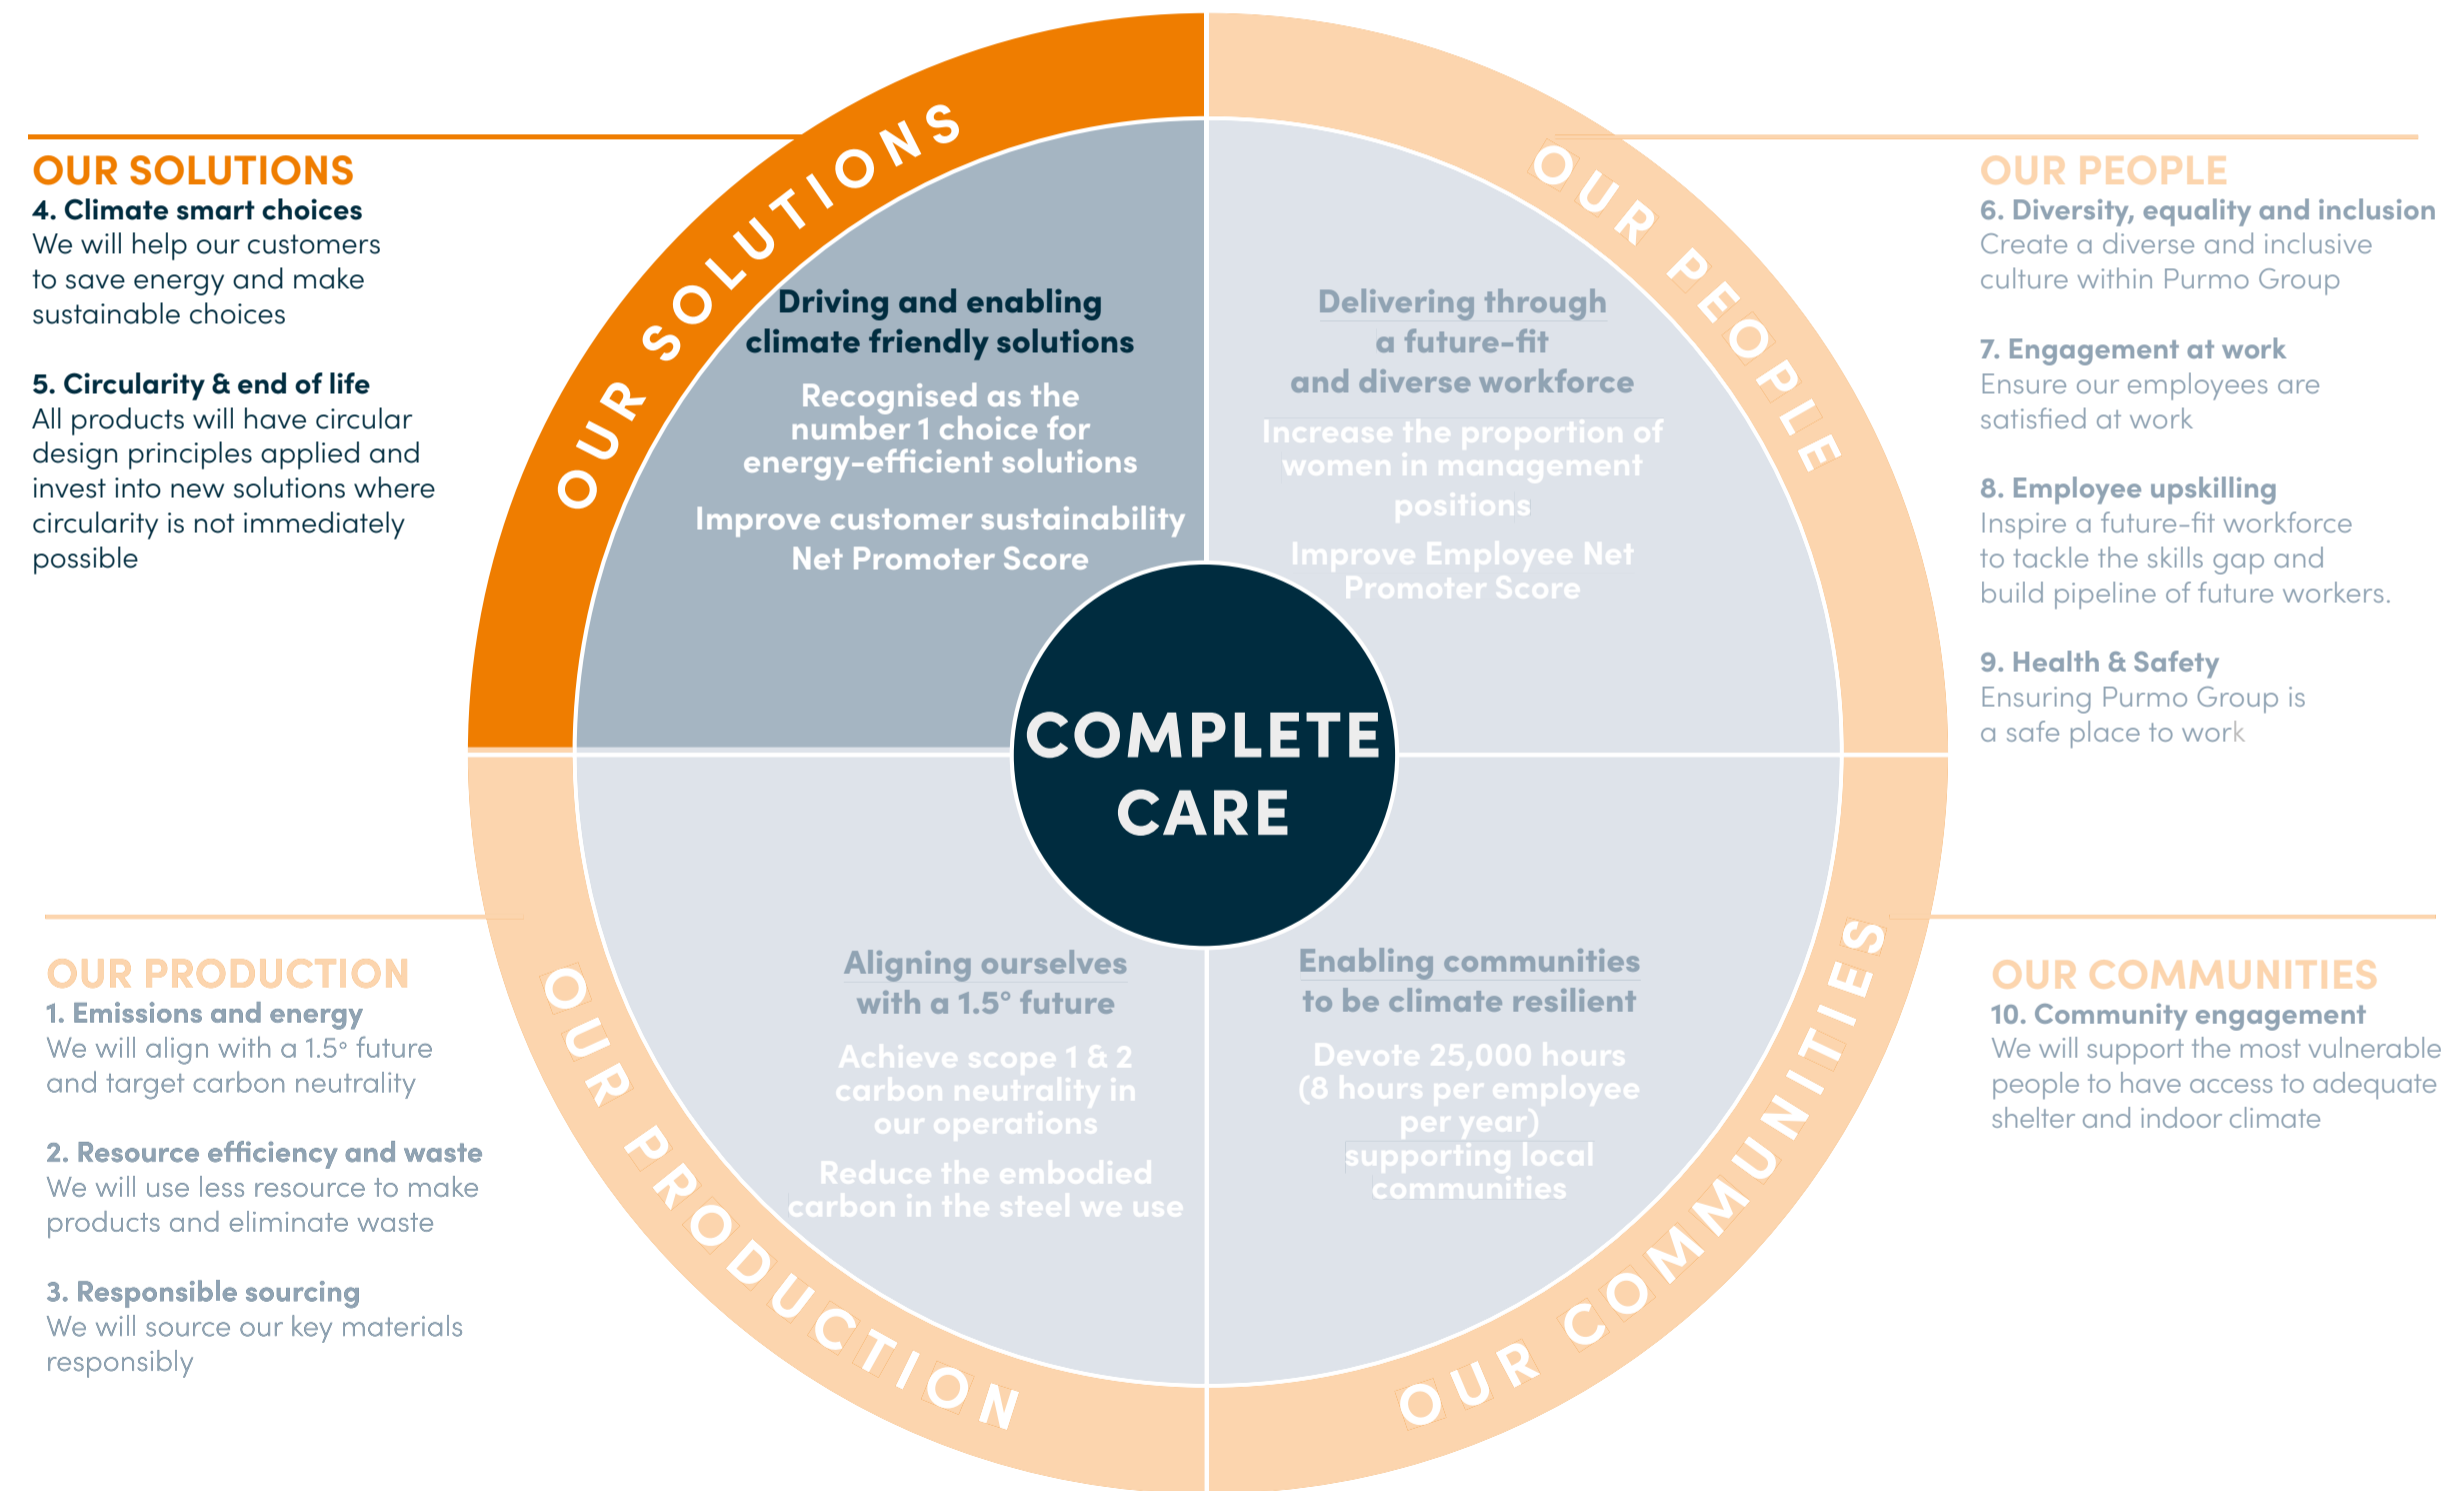 OUR SOLUTIONS
4. Climate smart choices
We will help our customers
to save energy and make
sustainable choices
5. Circularity & end of life
All products will have circular
design principles applied and
invest into new solutions where
circularity is not immediately
possible
OUR SOLUTIONS
Driving and enabling
climate friendly solutions
Recognised as the
number 1 choice for
energy-efficient solutions
Improve customer sustainability
Net Promoter Score
OUR PEOPLE
Delivering through
a future-fit
and diverse workforce
Increase the proportion of
women in management
positions
Improve Employee Net
Promoter Score
OUR PEOPLE
6. Diversity, equality and inclusion
Create a diverse and inclusive
culture within Purmo Group
7. Engagement at work
Ensure our employees are
satisfied at work
8. Employee upskilling
Inspire a future-fit workforce
to tackle the skills gap and
build pipeline of future workers.
9. Health & Safety
Ensuring Purmo Group is
a safe place to work
COMPLETE
CARE
OUR PRODUCTION
1. Emissions and energy
We will align with a 1.5° future
and target carbon neutrality
2. Resource efficiency and waste
We will use less resource to make
products and eliminate waste
3. Responsible sourcing
We will source our key materials
responsibly
OUR PRODUCTION
Aligning ourselves
with a 1.5° future
Achieve scope 1 & 2
carbon neutrality in
our operations
Reduce the embodied
carbon in the steel we use
Enabling communities
to be climate resilient
Devote 25,000 hours
(8 hours per employee
per year)
supporting local
communities
OUR COMMUNITIES
OUR COMMUNITIES
10. Community engagement
We will support the most vulnerable
people to have access to adequate
shelter and indoor climate